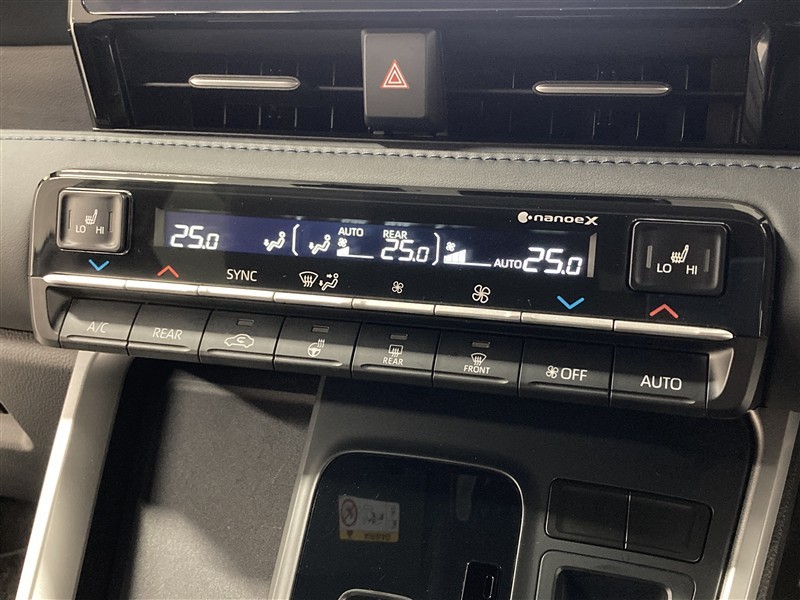 nanoeX
LO HI
25.0
AUTO
REAR
25.0
AUTO 25.0
LO HI
SYNC
A/C
REAR
REAR
FRONT
OFF
AUTO